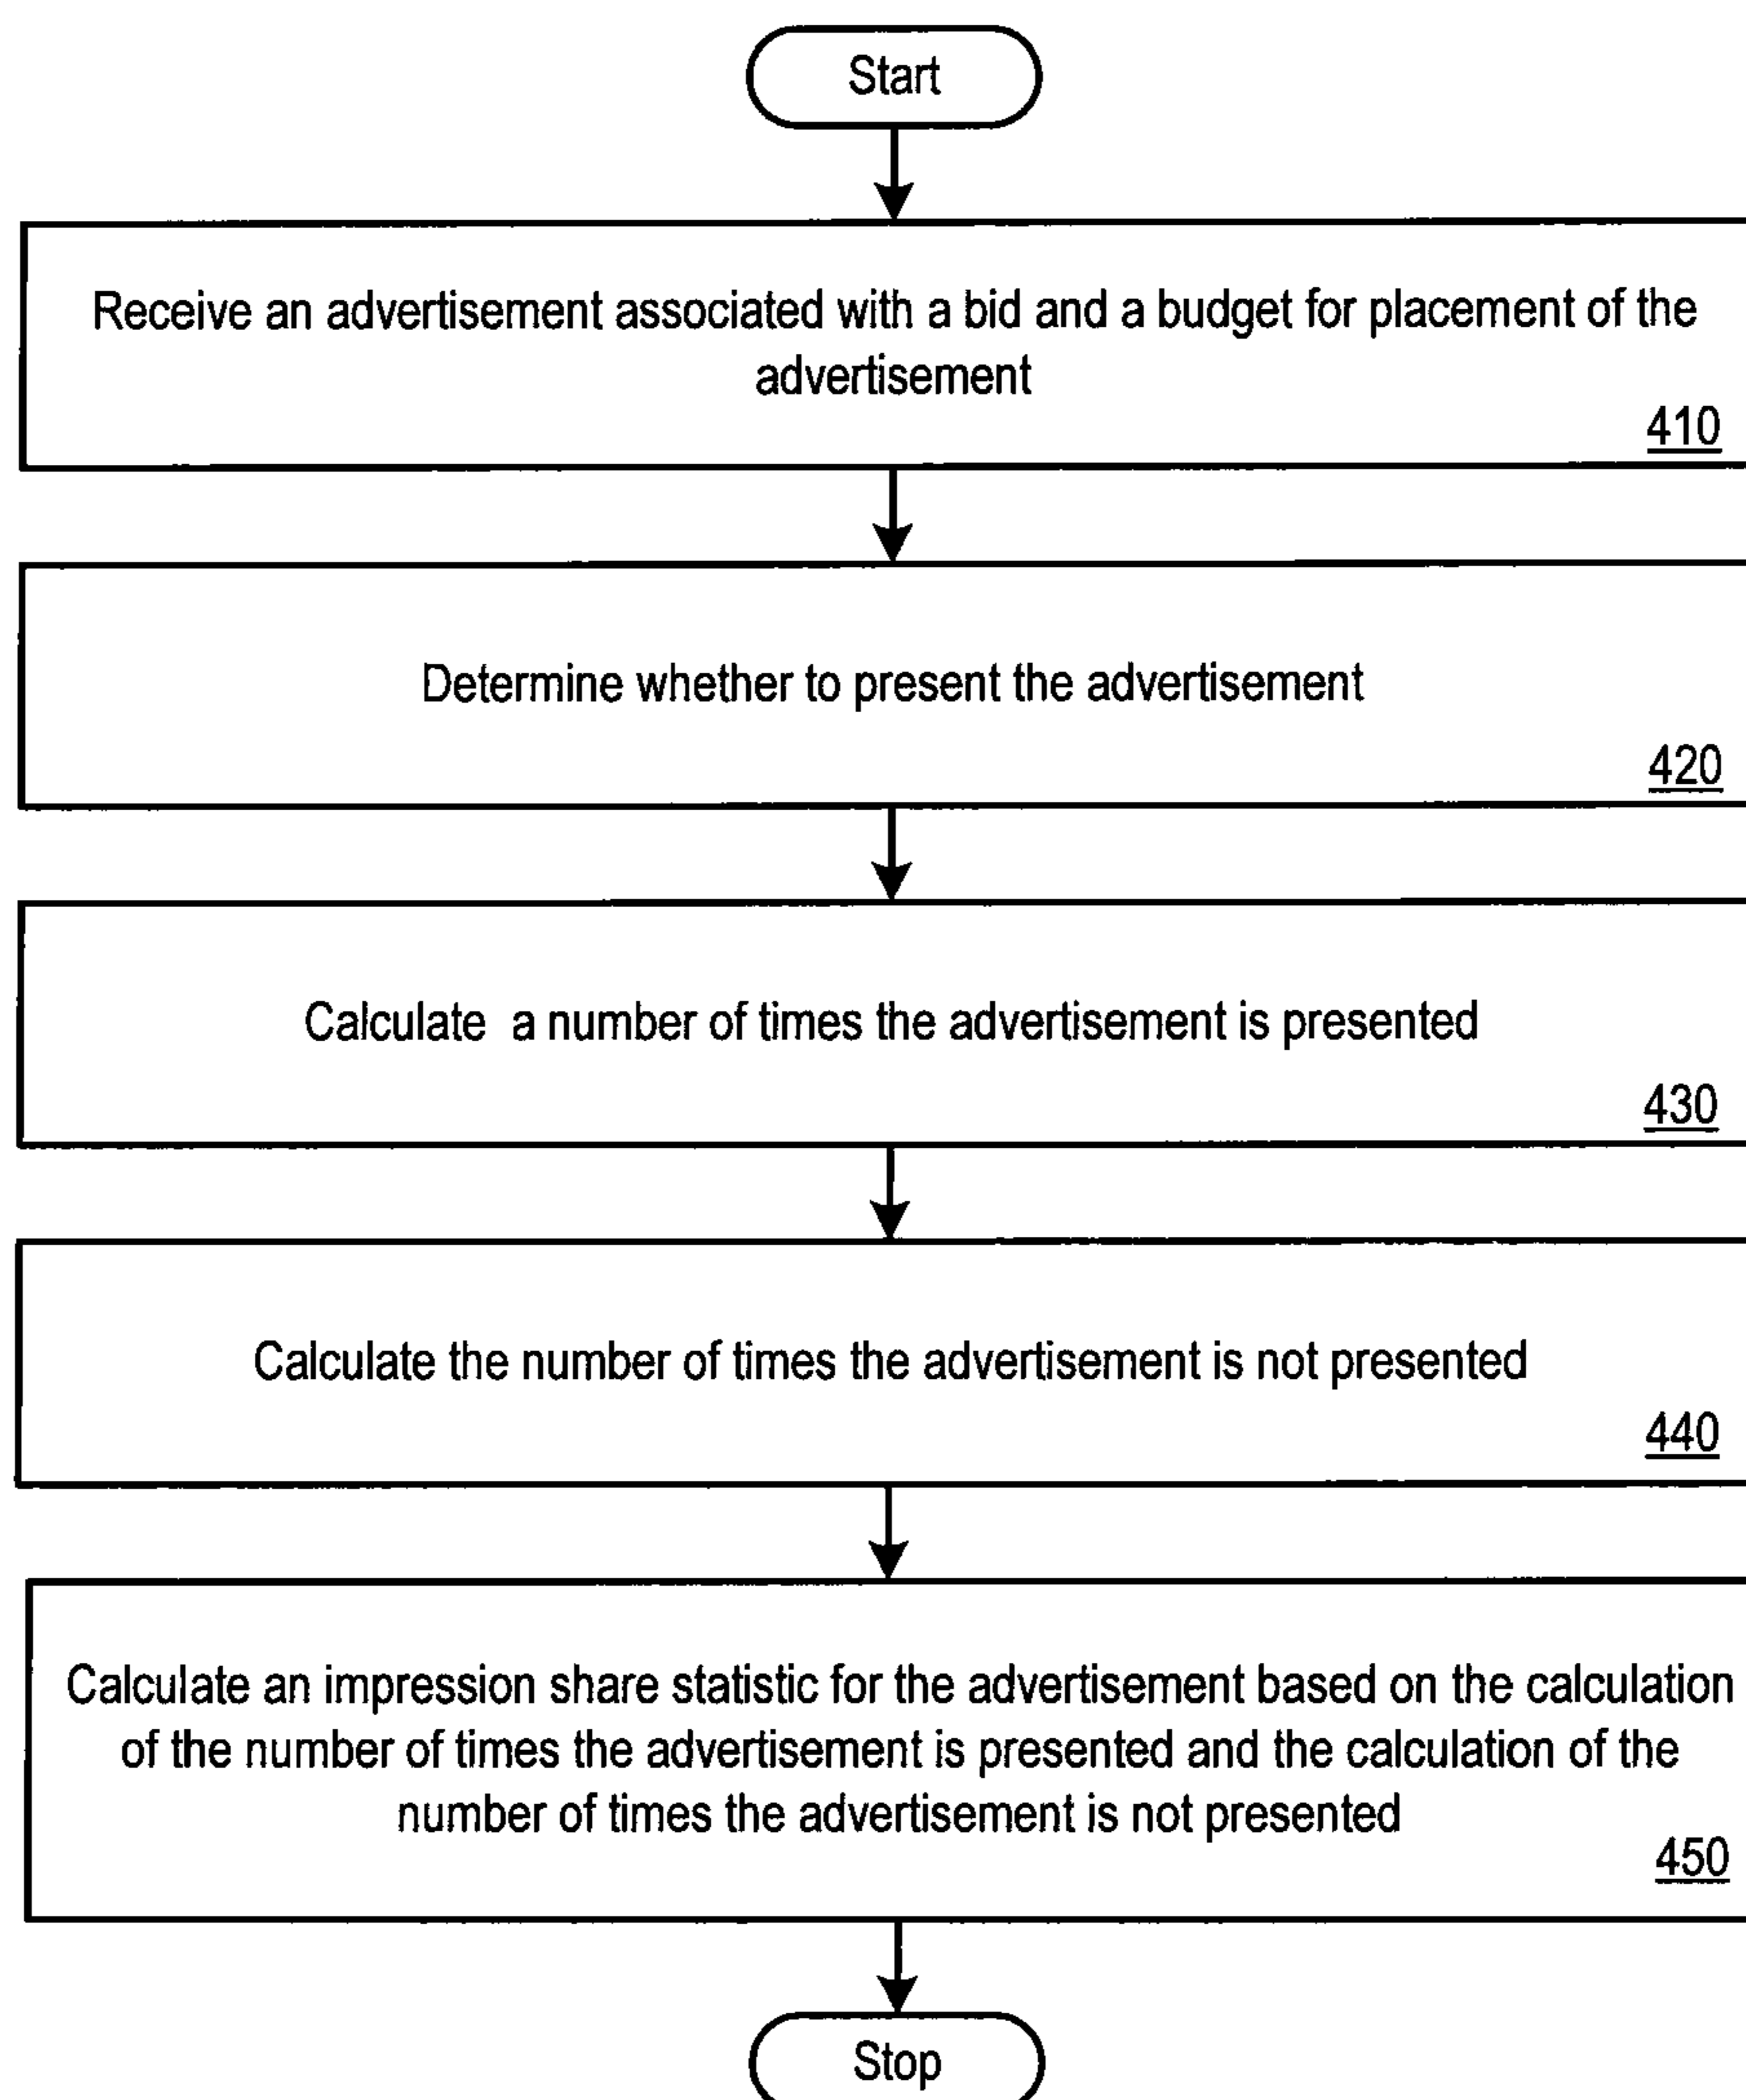 Start
Receive an advertisement associated with a bid and a budget for placement of the
advertisement
410
Determine whether to present the advertisement
420
Calculate a number of times the advertisement is presented
430
Calculate the number of times the advertisement is not presented
440
Calculate an impression share statistic for the advertisement based on the calculation
of the number of times the advertisement is presented and the calculation of the
number of times the advertisement is not presented
450
Stop